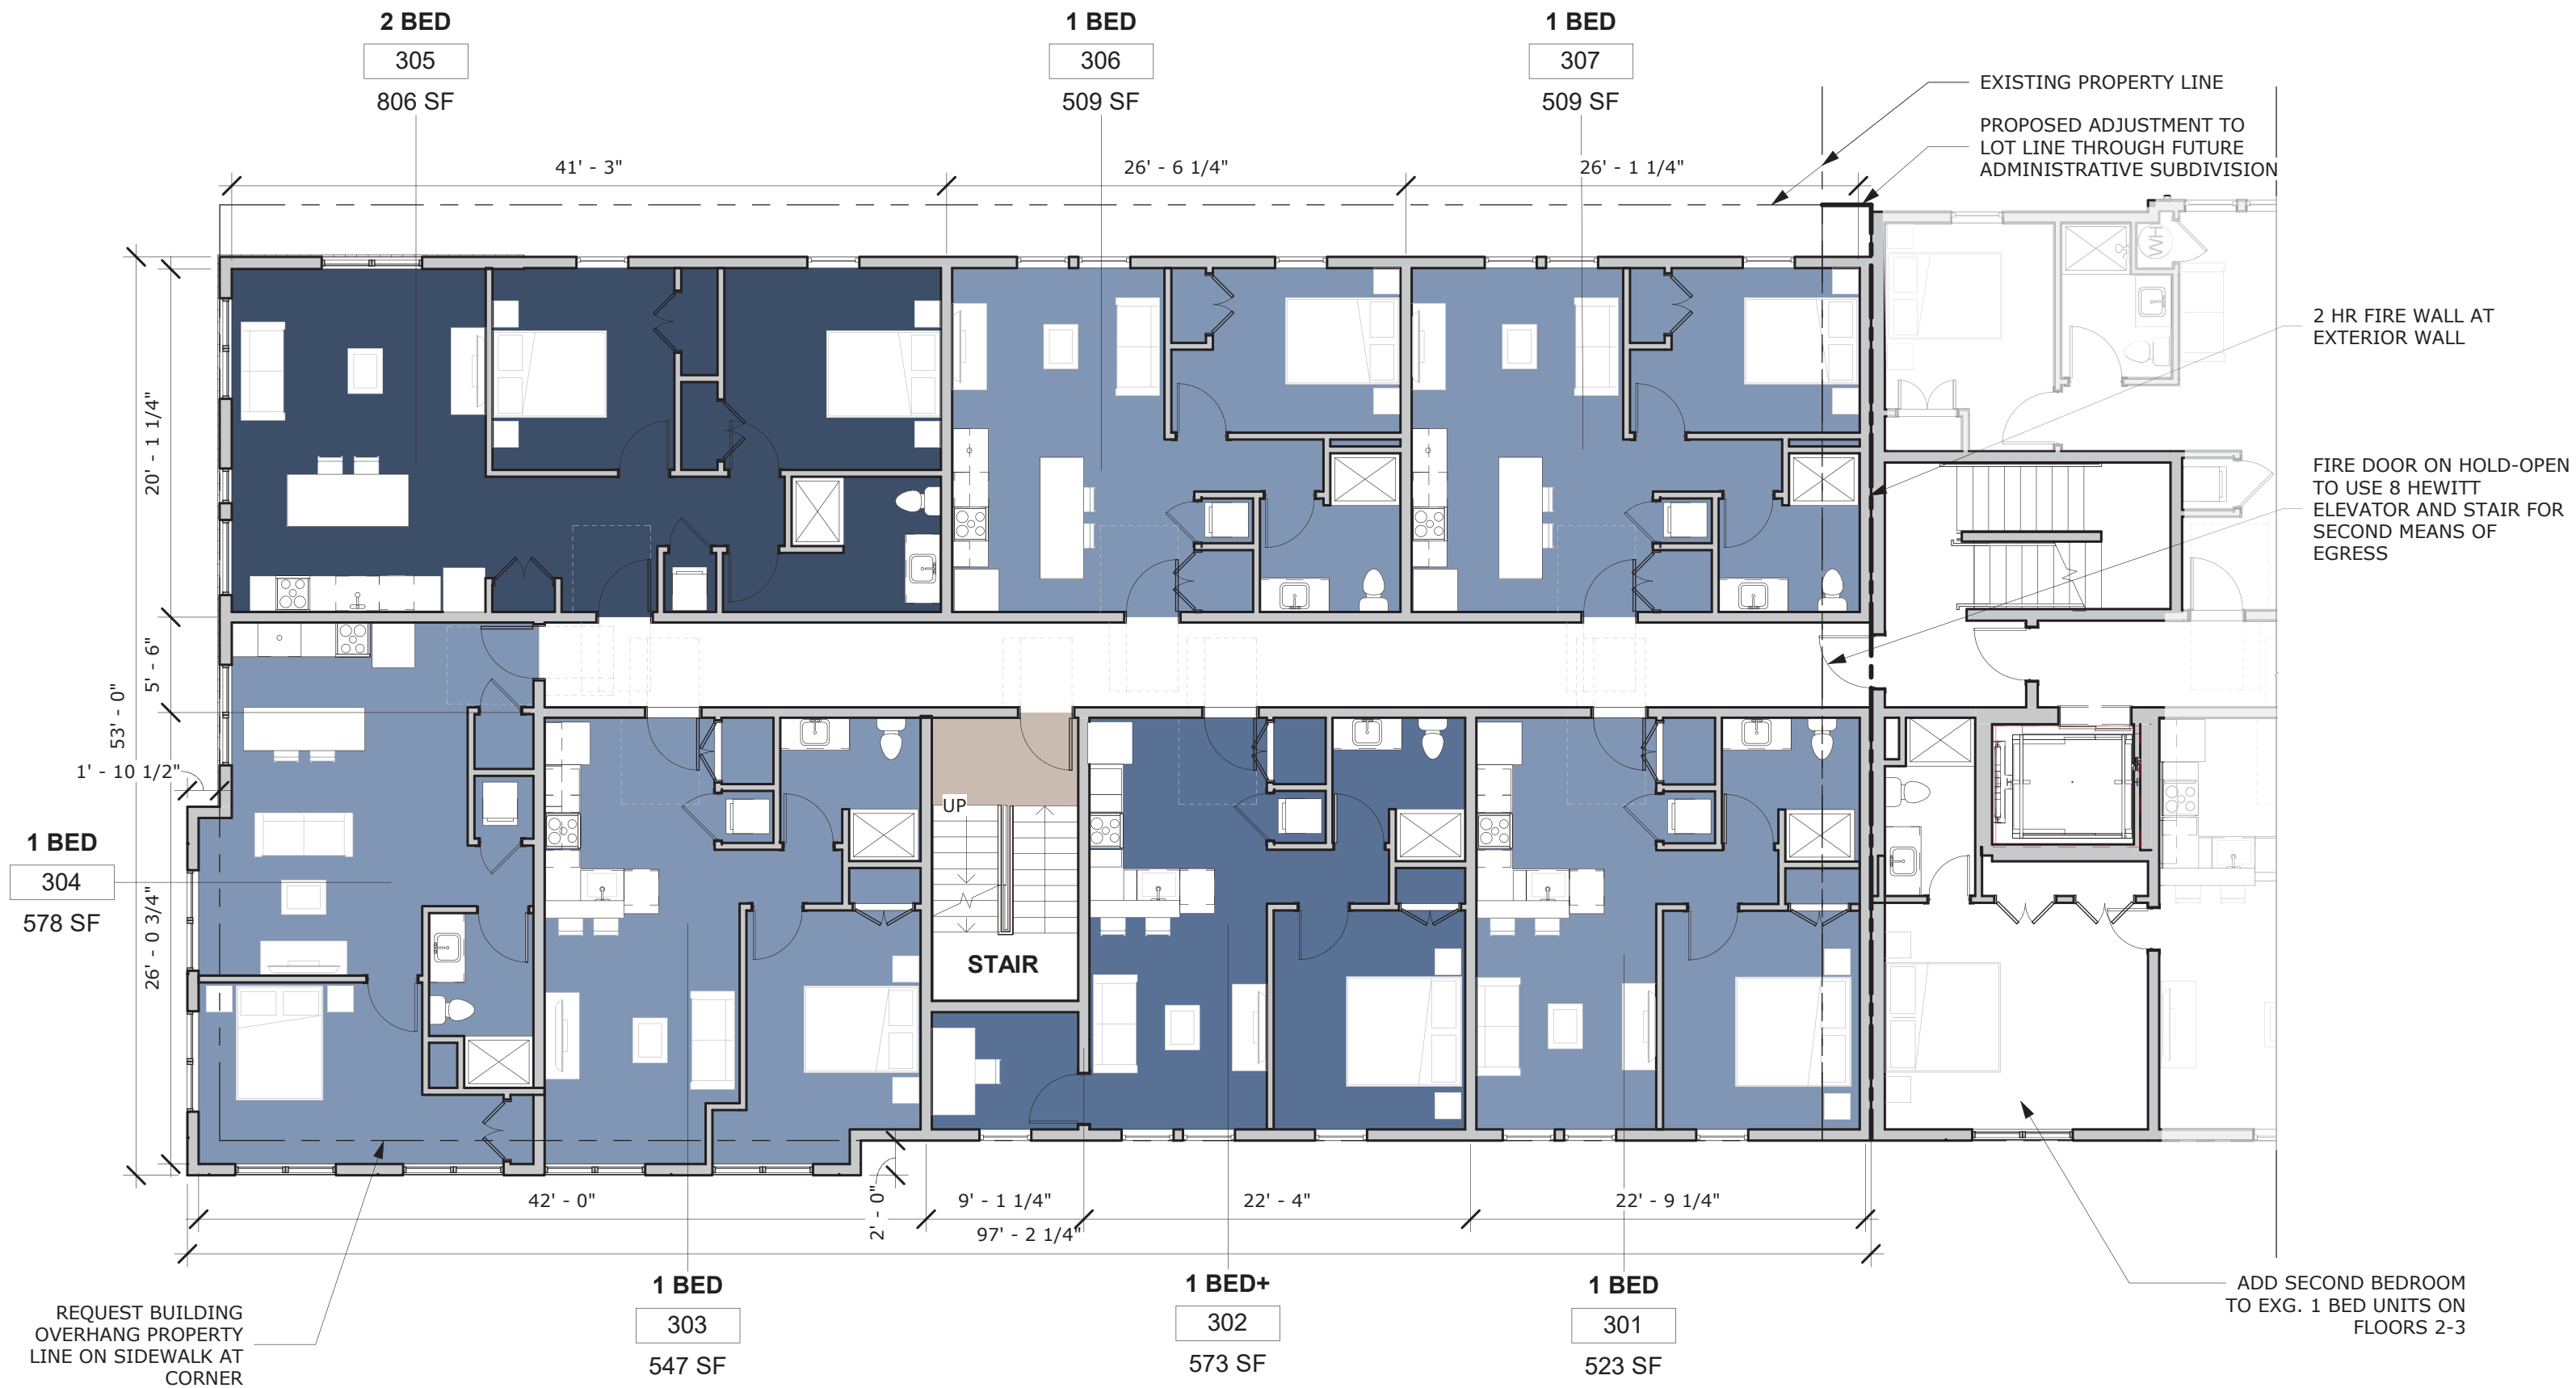 2 BED
305
806 SF
1 BED
306
509 SF
1 BED
307
509 SF
EXISTING PROPERTY LINE
PROPOSED ADJUSTMENT TO
LOT LINE THROUGH FUTURE
ADMINISTRATIVE SUBDIVISION
41' - 3"
26' - 6 1/4"
26' - 1 1/4"
WH
2 HR FIRE WALL AT
EXTERIOR WALL
20' - 1 1/4"
FIRE DOOR ON HOLD-OPEN
TO USE 8 HEWITT
ELEVATOR AND STAIR FOR
SECOND MEANS OF
EGRESS
5' - 6"
53' - 0"
1' - 10 1/2"
UP
1 BED
304
578 SF
26' - 0 3/4"
STAIR
42' - 0"
2' - 0"
9' - 1 1/4"
22' - 4"
22' - 9 1/4"
97' - 2 1/4"
1 BED
303
547 SF
1 BED+
302
573 SF
1 BED
301
523 SF
REQUEST BUILDING
OVERHANG PROPERTY
LINE ON SIDEWALK AT
CORNER
ADD SECOND BEDROOM
TO EXG. 1 BED UNITS ON
FLOORS 2-3